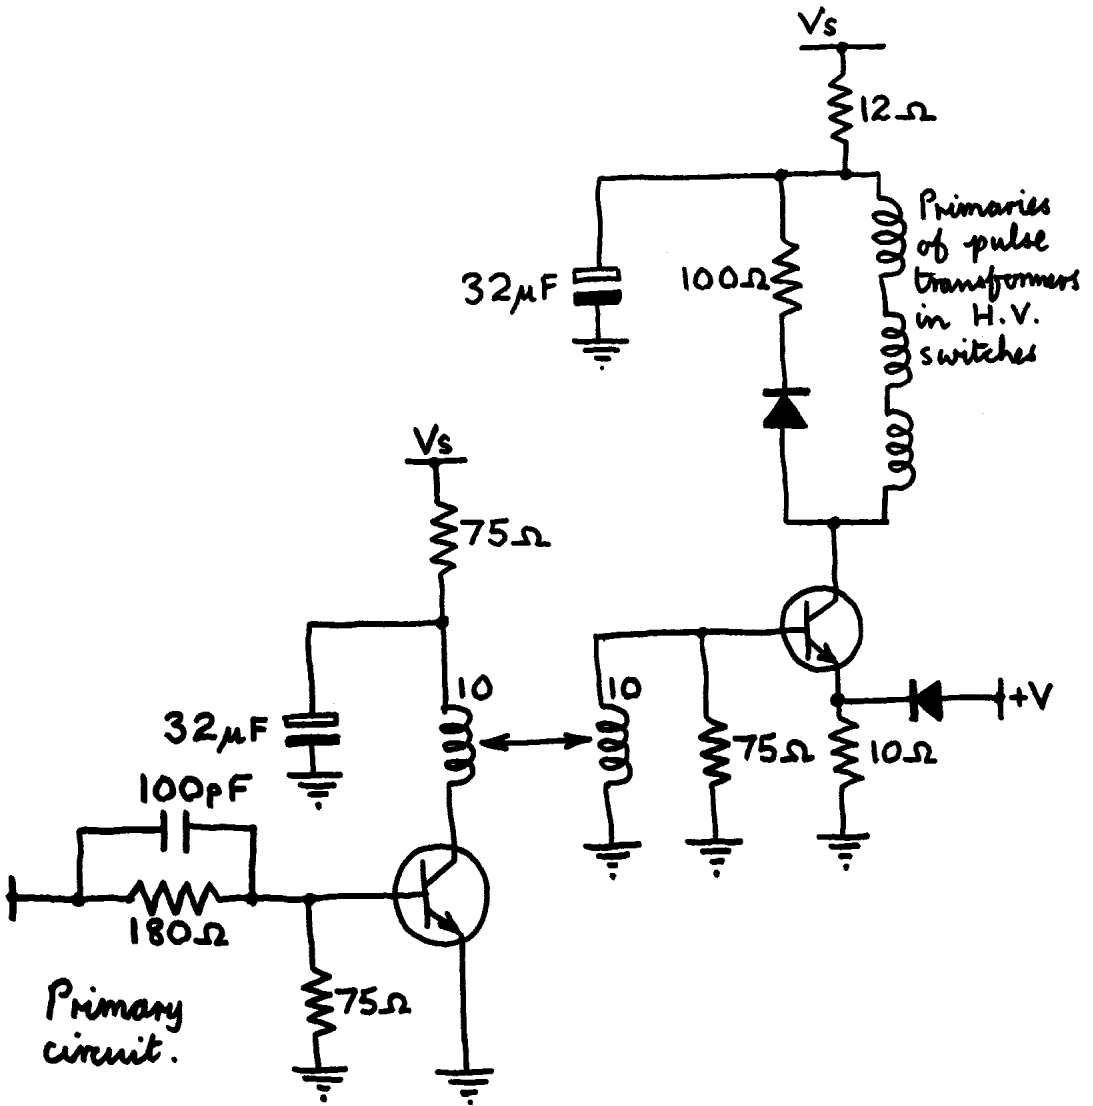 Vs
12Ω
Primaries
of pulse
transformers
in H.V.
switches
32μF
100Ω
Vs
75Ω
10
10
32μF
75Ω
10Ω
+V
100pF
180Ω
75Ω
Primary
circuit.